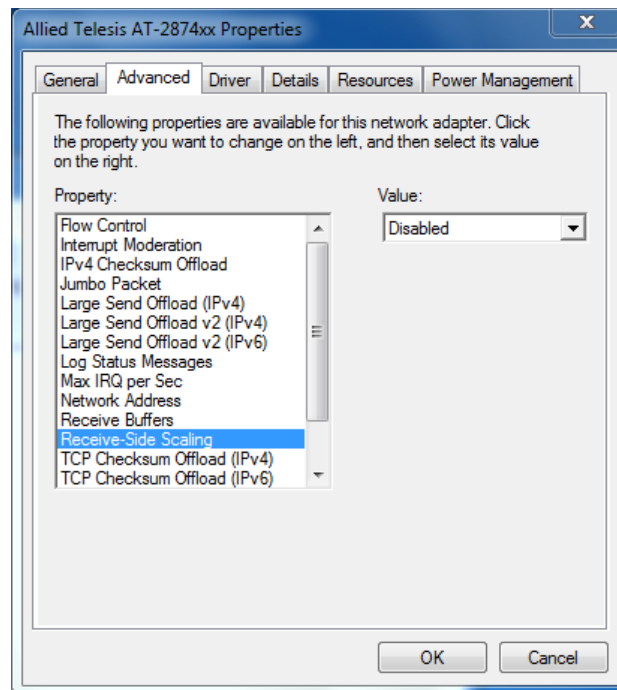 Allied Telesis AT-2874xx Properties
X
General Advanced Driver Details Resources Power Management
The following properties are available for this network adapter. Click
the property you want to change on the left, and then select its value
on the right.
Property:
Value:
Flow Control
Disabled
Interrupt Moderation
IPv4 Checksum Offload
Jumbo Packet
Large Send Offload (IPv4)
Large Send Offload v2 (IPv4)
Large Send Offload v2 (IPv6)
Log Status Messages
Max IRQ per Sec
Network Address
Receive Buffers
Receive-Side Scaling
TCP Checksum Offload (IPv4)
TCP Checksum Offload (IPv6)
OK Cancel